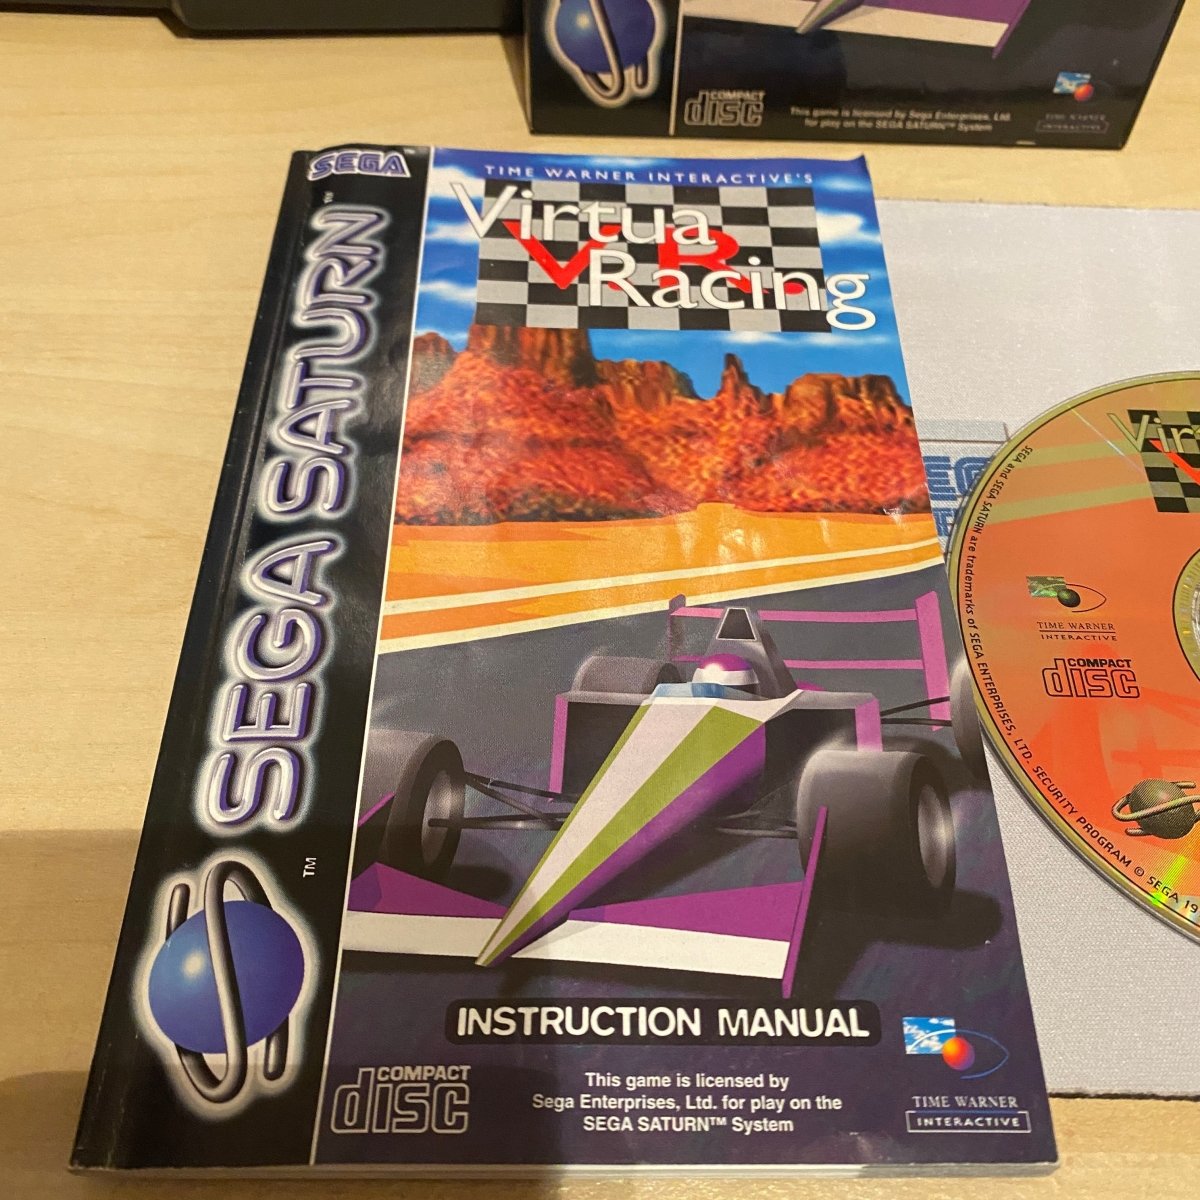 COMPACT
disc
This game is licensed by Sega Enterprises, Ltd.
for play on the SEGA SATURN™ System
TIME WARNER
INTERACTIVE
SEGA
SEGA SATURN™
TIME WARNER INTERACTIVE'S
Virtua
V.R.
Racing
INSTRUCTION MANUAL
COMPACT
disc
This game is licensed by
Sega Enterprises, Ltd. for play on the
SEGA SATURN™ System
TIME WARNER
INTERACTIVE
SEGA and SEGA SATURN are trademarks of SEGA ENTERPRISES, LTD. SECURITY PROGRAM © SEGA 19
TIME WARNER
INTERACTIVE
COMPACT
disc